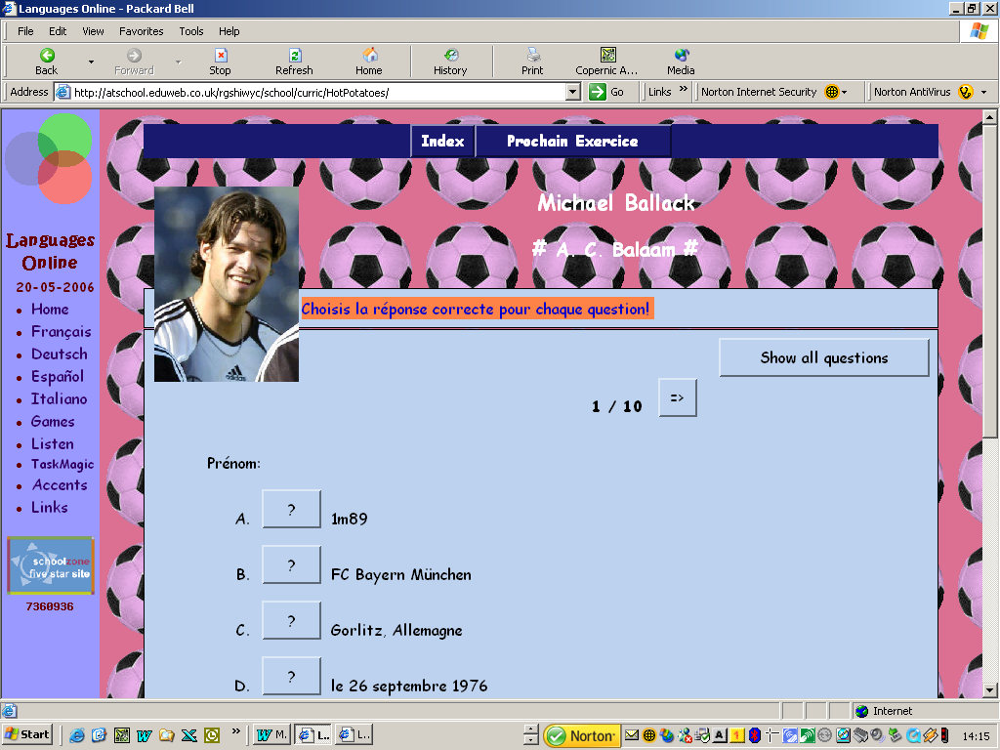 Languages Online - Packard Bell
File Edit View Favorites Tools Help
Back Forward Stop Refresh Home History Print Copernic A... Media
Address http://atschool.eduweb.co.uk/rgshiwyc/school/curric/HotPotatoes/ Go Links » Norton Internet Security Norton AntiVirus
Index Prochain Exercice
Michael Ballack
# A. C. Balaam #
Languages
Online
20-05-2006
Home
Français
Deutsch
Español
Italiano
Games
Listen
TaskMagic
Accents
Links
schoolzone
five star site
7360936
Choisis la réponse correcte pour chaque question!
Show all questions
1 / 10 =>
Prénom:
A. ? 1m89
B. ? FC Bayern München
C. ? Gorlitz, Allemagne
D. ? le 26 septembre 1976
adidas
Internet
Start » M. L.. L.. Norton™ 14:15